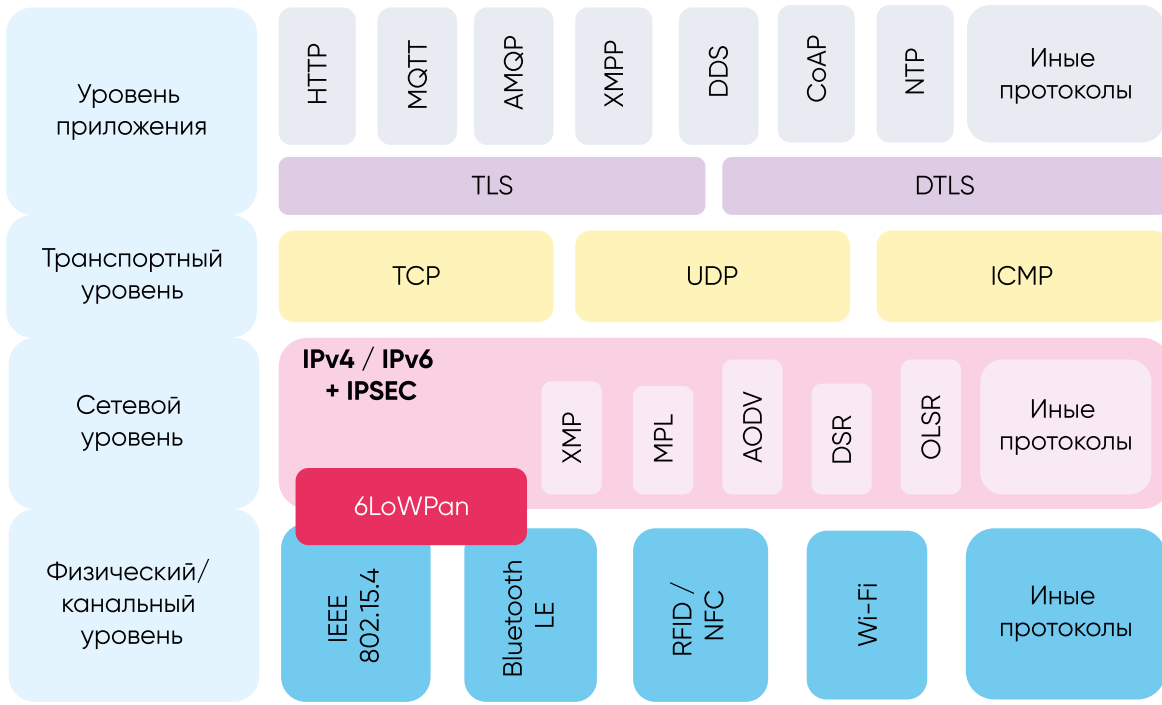 Уровень
приложения
HTTP
MQTT
AMQP
XMPP
DDS
CoAP
NTP
Иные
протоколы
TLS
DTLS
Транспортный
уровень
TCP
UDP
ICMP
Сетевой
уровень
IPv4 / IPv6
+ IPSEC
XMP
MPL
AODV
DSR
OLSR
Иные
протоколы
6LoWPan
Физический/
канальный
уровень
IEEE
802.15.4
Bluetooth
LE
RFID /
NFC
Wi-Fi
Иные
протоколы